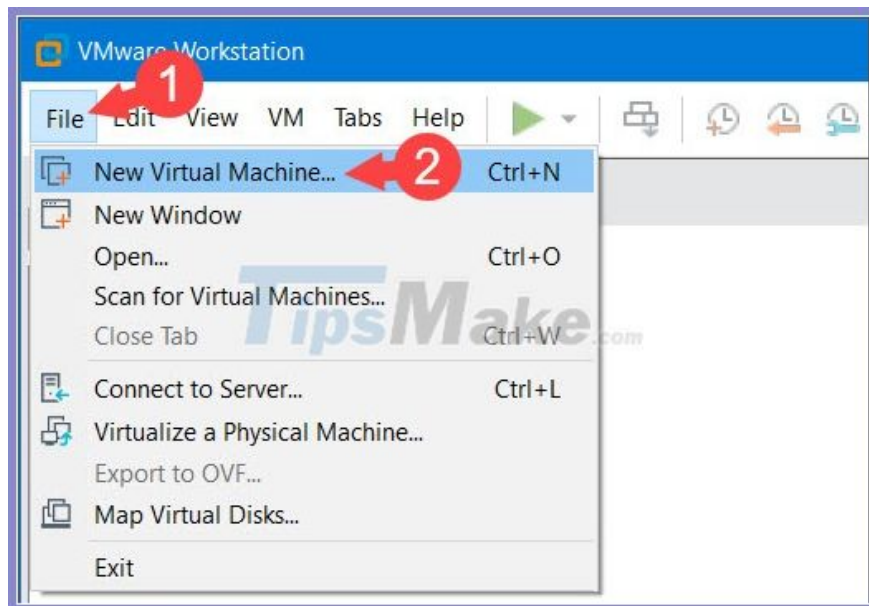 VMware Workstation
1
File Edit View VM Tabs Help
New Virtual Machine... 2 Ctrl+N
New Window
Open... Ctrl+O
Scan for Virtual Machines...
Close Tab Ctrl+W
TipsMake.com
Connect to Server... Ctrl+L
Virtualize a Physical Machine...
Export to OVF...
Map Virtual Disks...
Exit